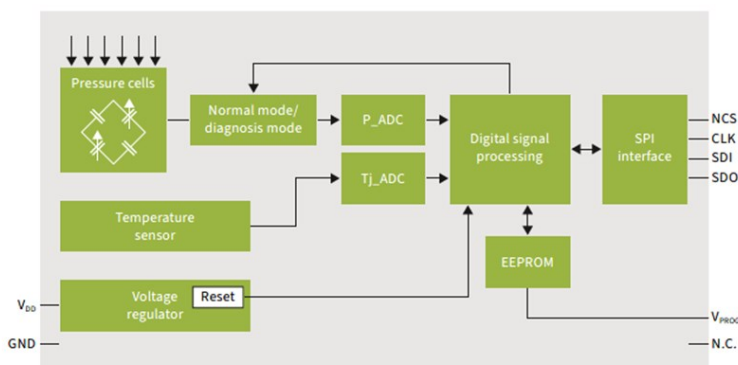 Pressure cells
Normal mode/
diagnosis mode
P_ADC
Tj_ADC
Digital signal
processing
SPI
interface
NCS
CLK
SDI
SDO
Temperature
sensor
EEPROM
Voltage
regulator
Reset
VDD
GND
VPROG
N.C.